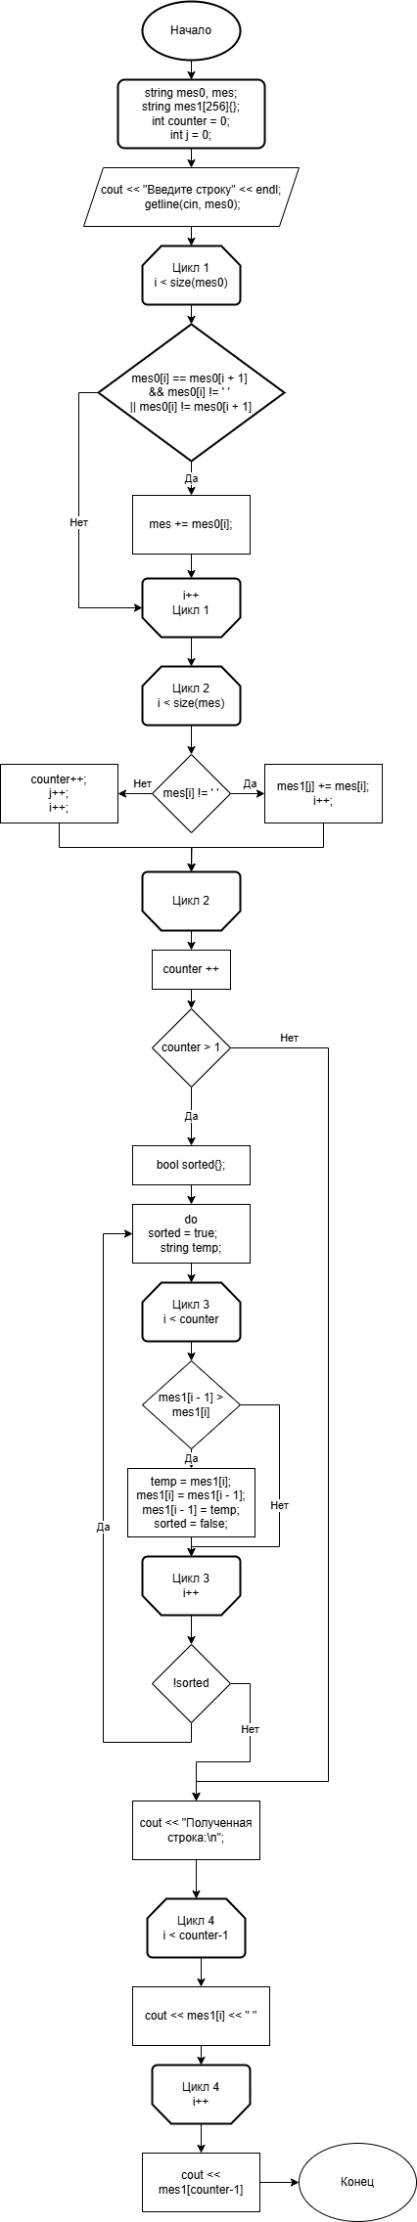 Начало
string mes0, mes;
string mes1[256]{};
int counter = 0;
int j = 0;
cout << "Введите строку" << endl;
getline(cin, mes0);
Цикл 1
i < size(mes0)
mes0[i] == mes0[i + 1]
&& mes0[i] != ' '
|| mes0[i] != mes0[i + 1]
Да
Нет
mes += mes0[i];
i++
Цикл 1
Цикл 2
i < size(mes)
counter++;
j++;
i++;
Нет
mes[i] != ' '
Да
mes1[j] += mes[i];
i++;
Цикл 2
counter ++
counter > 1
Нет
Да
bool sorted{};
do
sorted = true;
string temp;
Цикл 3
i < counter
mes1[i - 1] >
mes1[i]
Да
temp = mes1[i];
mes1[i] = mes1[i - 1];
mes1[i - 1] = temp;
sorted = false;
Нет
Да
Цикл 3
i++
!sorted
Нет
cout << "Полученная
строка:\n";
Цикл 4
i < counter-1
cout << mes1[i] << " "
Цикл 4
i++
cout <<
mes1[counter-1]
Конец